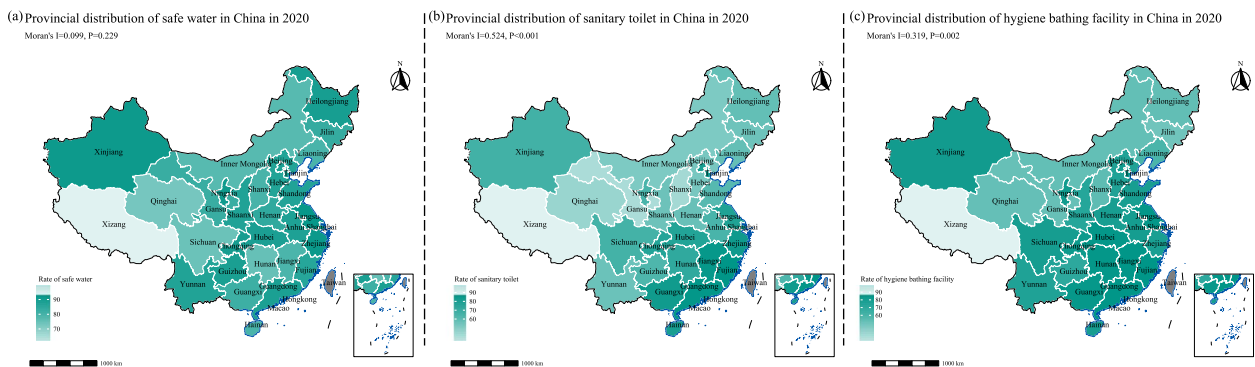 (a) Provincial distribution of safe water in China in 2020
Moran's I=0.099, P=0.229
N
Heilongjiang
Jilin
Xinjiang
Liaoning
Inner Mongolia
Beijing
Tianjin
Hebei
Ningxia
Shanxi
Shandong
Qinghai
Gansu
Shaanxi
Henan
Jiangsu
Xizang
Anhui
Shanghai
Sichuan
Chongqing
Hubei
Zhejiang
Guizhou
Hunan
Jiangxi
Fujian
Yunnan
Guangxi
Guangdong
Taiwan
Hongkong
Macao
Hainan
Rate of safe water
90
80
70
1000 km
(b) Provincial distribution of sanitary toilet in China in 2020
Moran's I=0.524, P<0.001
N
Heilongjiang
Jilin
Xinjiang
Liaoning
Inner Mongolia
Beijing
Tianjin
Hebei
Ningxia
Shanxi
Shandong
Qinghai
Gansu
Shaanxi
Henan
Jiangsu
Xizang
Anhui
Shanghai
Sichuan
Chongqing
Hubei
Zhejiang
Guizhou
Hunan
Jiangxi
Fujian
Yunnan
Guangxi
Guangdong
Taiwan
Hongkong
Macao
Hainan
Rate of sanitary toilet
90
80
70
60
1000 km
(c) Provincial distribution of hygiene bathing facility in China in 2020
Moran's I=0.319, P=0.002
N
Heilongjiang
Jilin
Xinjiang
Liaoning
Inner Mongolia
Beijing
Tianjin
Hebei
Ningxia
Shanxi
Shandong
Qinghai
Gansu
Shaanxi
Henan
Jiangsu
Xizang
Anhui
Shanghai
Sichuan
Chongqing
Hubei
Zhejiang
Guizhou
Hunan
Jiangxi
Fujian
Yunnan
Guangxi
Guangdong
Taiwan
Hongkong
Macao
Hainan
Rate of hygiene bathing facility
90
80
70
60
1000 km